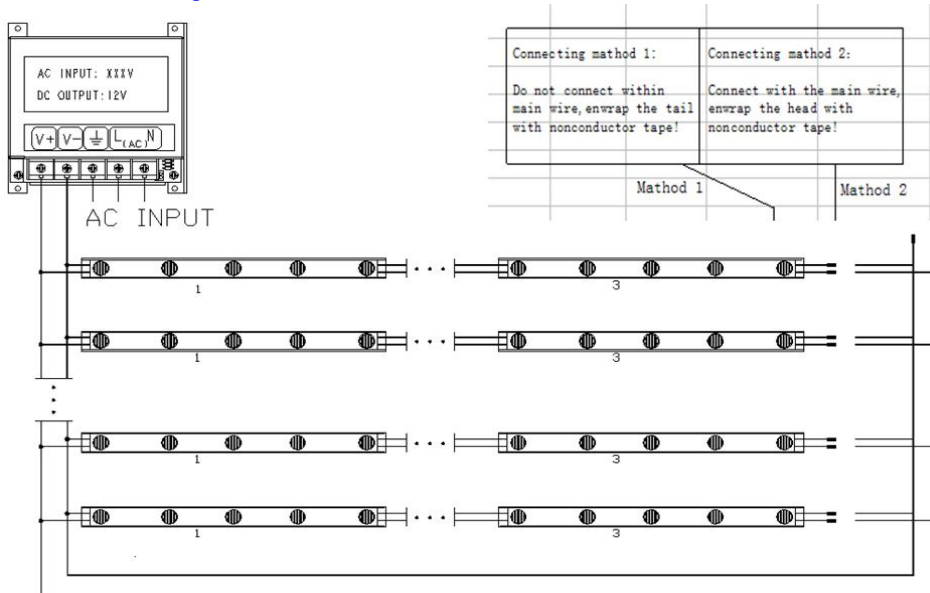 AC INPUT: XXXV
DC OUTPUT:12V
V+ V- L(AC)N
AC INPUT
Connecting mathod 1:
Do not connect within
main wire,enwrap the tail
with nonconductor tape!
Connecting mathod 2:
Connect with the main wire,
enwrap the head with
nonconductor tape!
Mathod 1
Mathod 2
1
3
1
3
1
3
1
3